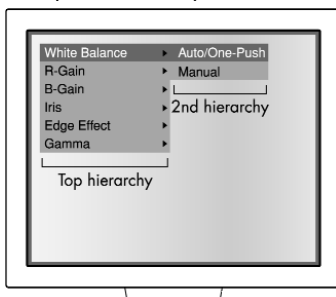 White Balance Auto/One-Push
R-Gain Manual
B-Gain
Iris 2nd hierarchy
Edge Effect
Gamma
Top hierarchy